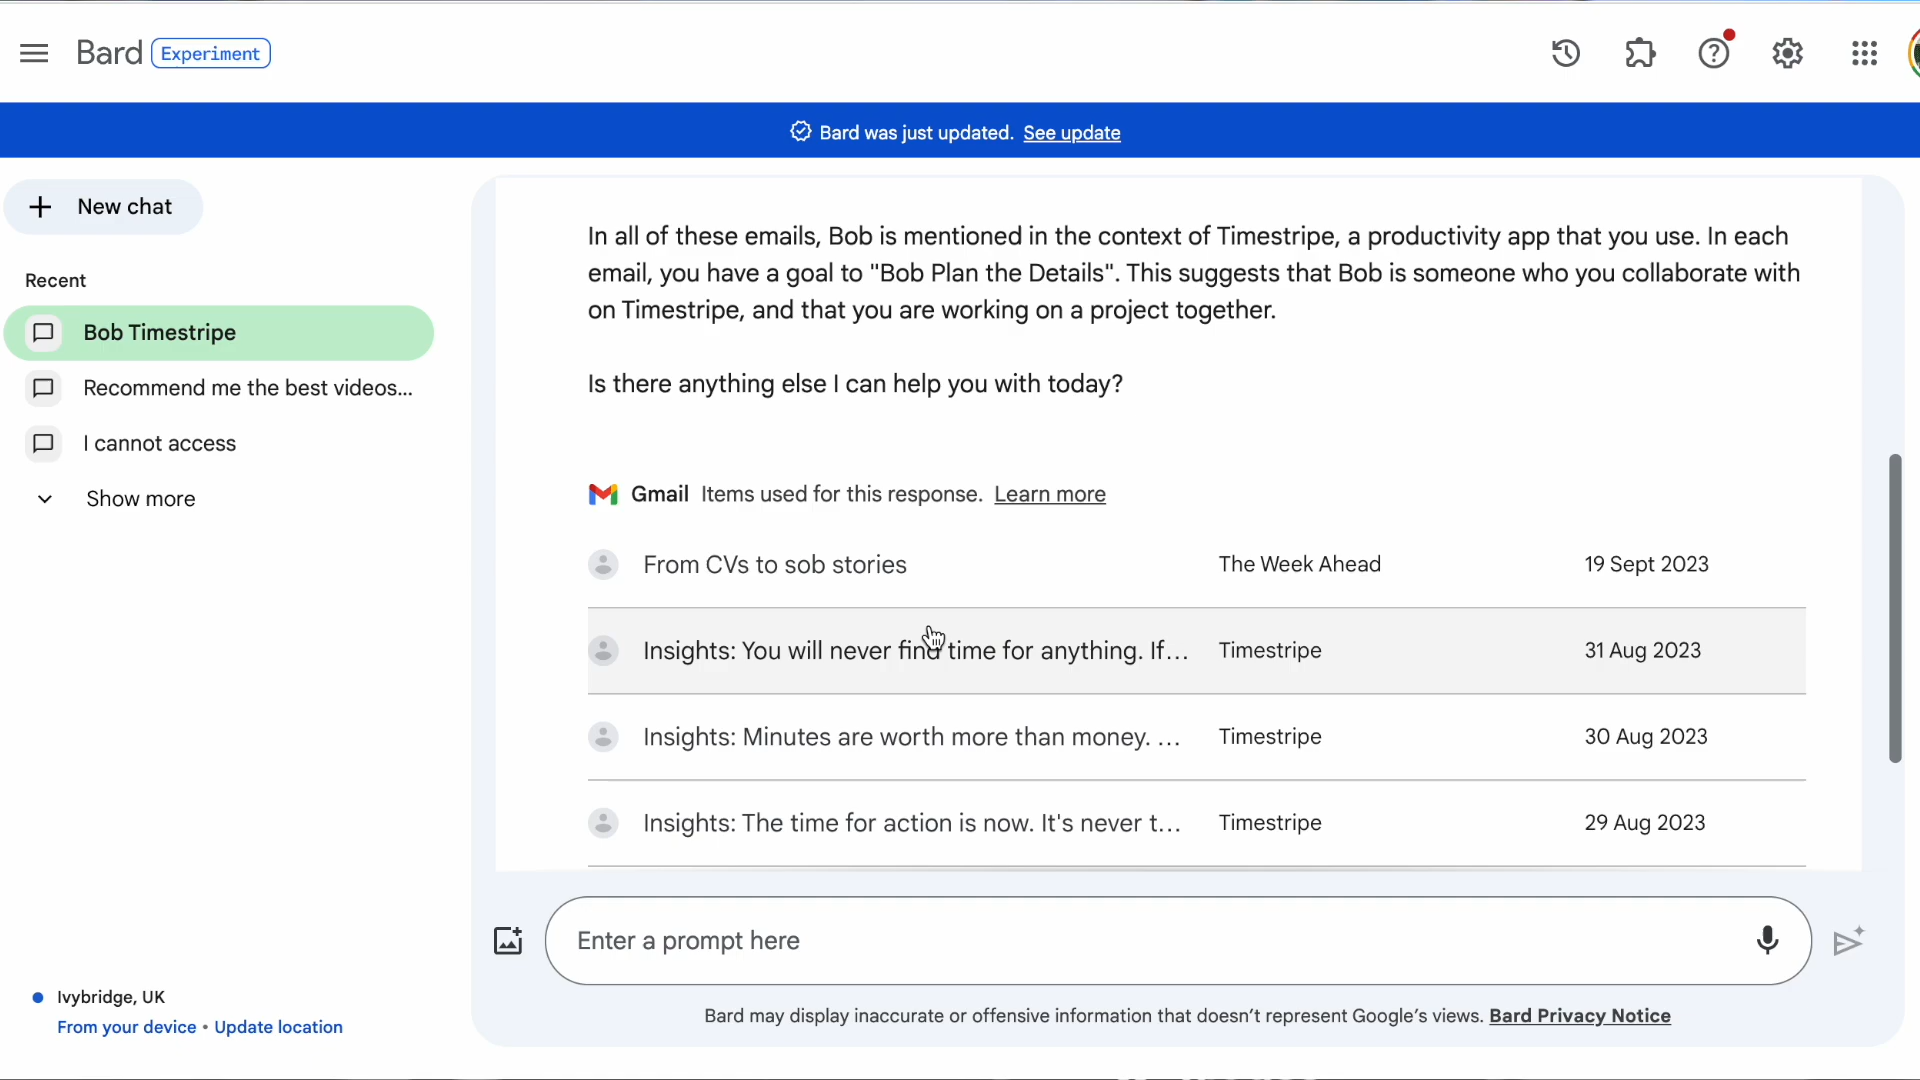 Bard Experiment
Bard was just updated. See update
New chat
Recent
Bob Timestripe
Recommend me the best videos...
I cannot access
Show more
Ivybridge, UK
From your device • Update location
In all of these emails, Bob is mentioned in the context of Timestripe, a productivity app that you use. In each
email, you have a goal to "Bob Plan the Details". This suggests that Bob is someone who you collaborate with
on Timestripe, and that you are working on a project together.
Is there anything else I can help you with today?
Gmail Items used for this response. Learn more
From CVs to sob stories The Week Ahead 19 Sept 2023
Insights: You will never find time for anything. If... Timestripe 31 Aug 2023
Insights: Minutes are worth more than money. ... Timestripe 30 Aug 2023
Insights: The time for action is now. It's never t... Timestripe 29 Aug 2023
Enter a prompt here
Bard may display inaccurate or offensive information that doesn’t represent Google’s views. Bard Privacy Notice